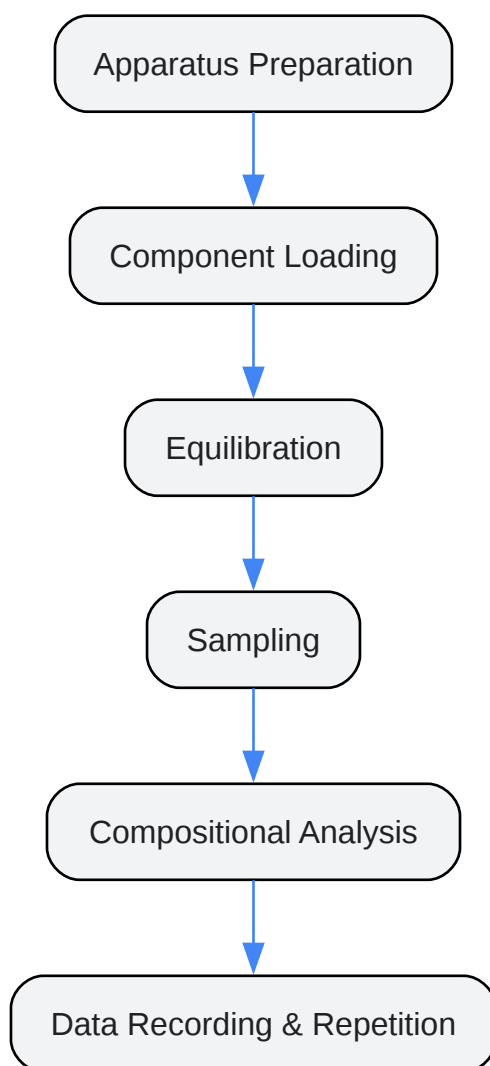 Apparatus Preparation
Component Loading
Equilibration
Sampling
Compositional Analysis
Data Recording & Repetition